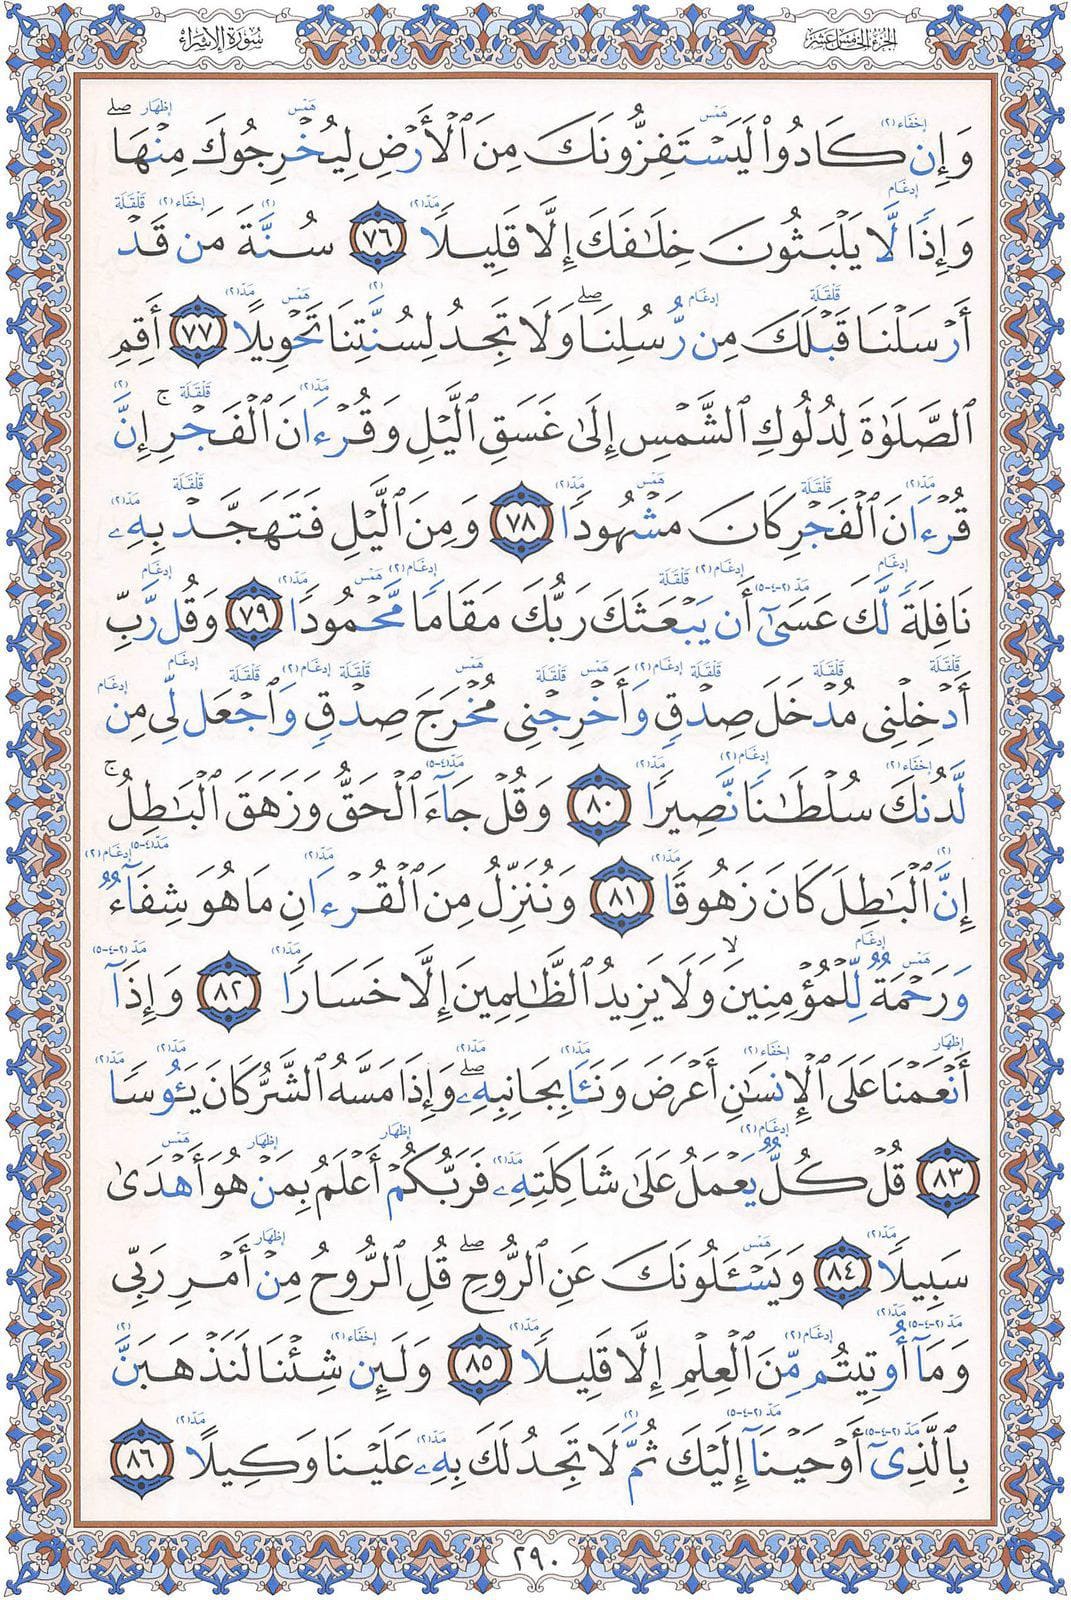 الجزء الخامس عشر
سورة الإسراء
وَإِن كَادُوا۟ لَيَسْتَفِزُّونَكَ مِنَ ٱلْأَرْضِ لِيُخْرِجُوكَ مِنْهَا ۖ
وَإِذًا لَّا يَلْبَثُونَ خِلَـٰفَكَ إِلَّا قَلِيلًا ٧٦ سُنَّةَ مَن قَدْ
أَرْسَلْنَا قَبْلَكَ مِن رُّسُلِنَا ۖ وَلَا تَجِدُ لِسُنَّتِنَا تَحْوِيلًا ٧٧ أَقِمِ
ٱلصَّلَوٰةَ لِدُلُوكِ ٱلشَّمْسِ إِلَىٰ غَسَقِ ٱلَّيْلِ وَقُرْءَانَ ٱلْفَجْرِ ۖ إِنَّ
قُرْءَانَ ٱلْفَجْرِ كَانَ مَشْهُودًا ٧٨ وَمِنَ ٱلَّيْلِ فَتَهَجَّدْ بِهِۦ
نَافِلَةً لَّكَ عَسَىٰٓ أَن يَبْعَثَكَ رَبُّكَ مَقَامًا مَّحْمُودًا ٧٩ وَقُل رَّبِّ
أَدْخِلْنِى مُدْخَلَ صِدْقٍ وَأَخْرِجْنِى مُخْرَجَ صِدْقٍ وَٱجْعَل لِّى مِن
لَّدُنكَ سُلْطَـٰنًا نَّصِيرًا ٨٠ وَقُلْ جَآءَ ٱلْحَقُّ وَزَهَقَ ٱلْبَـٰطِلُ ۚ
إِنَّ ٱلْبَـٰطِلَ كَانَ زَهُوقًا ٨١ وَنُنَزِّلُ مِنَ ٱلْقُرْءَانِ مَا هُوَ شِفَآءٌ
وَرَحْمَةٌ لِّلْمُؤْمِنِينَ ۙ وَلَا يَزِيدُ ٱلظَّـٰلِمِينَ إِلَّا خَسَارًا ٨٢ وَإِذَآ
أَنْعَمْنَا عَلَى ٱلْإِنسَـٰنِ أَعْرَضَ وَنَـَٔا بِجَانِبِهِۦ ۖ وَإِذَا مَسَّهُ ٱلشَّرُّ كَانَ يَـُٔوسًا
٨٣ قُلْ كُلٌّ يَعْمَلُ عَلَىٰ شَاكِلَتِهِۦ فَرَبُّكُمْ أَعْلَمُ بِمَنْ هُوَ أَهْدَىٰ
سَبِيلًا ٨٤ وَيَسْـَٔلُونَكَ عَنِ ٱلرُّوحِ ۖ قُلِ ٱلرُّوحُ مِنْ أَمْرِ رَبِّى
وَمَآ أُوتِيتُم مِّنَ ٱلْعِلْمِ إِلَّا قَلِيلًا ٨٥ وَلَئِن شِئْنَا لَنَذْهَبَنَّ
بِٱلَّذِىٓ أَوْحَيْنَآ إِلَيْكَ ثُمَّ لَا تَجِدُ لَكَ بِهِۦ عَلَيْنَا وَكِيلًا ٨٦
٢٩٠